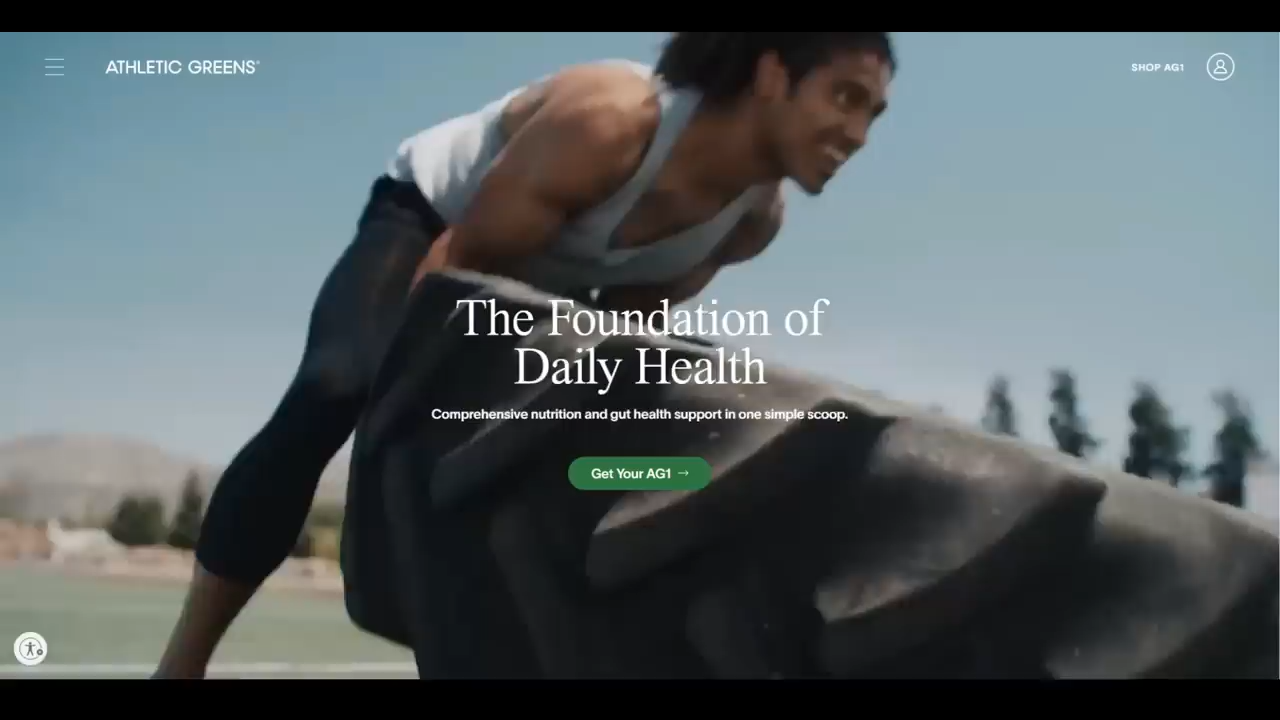 ATHLETIC GREENS®
SHOP AG1
The Foundation of
Daily Health
Comprehensive nutrition and gut health support in one simple scoop.
Get Your AG1 →